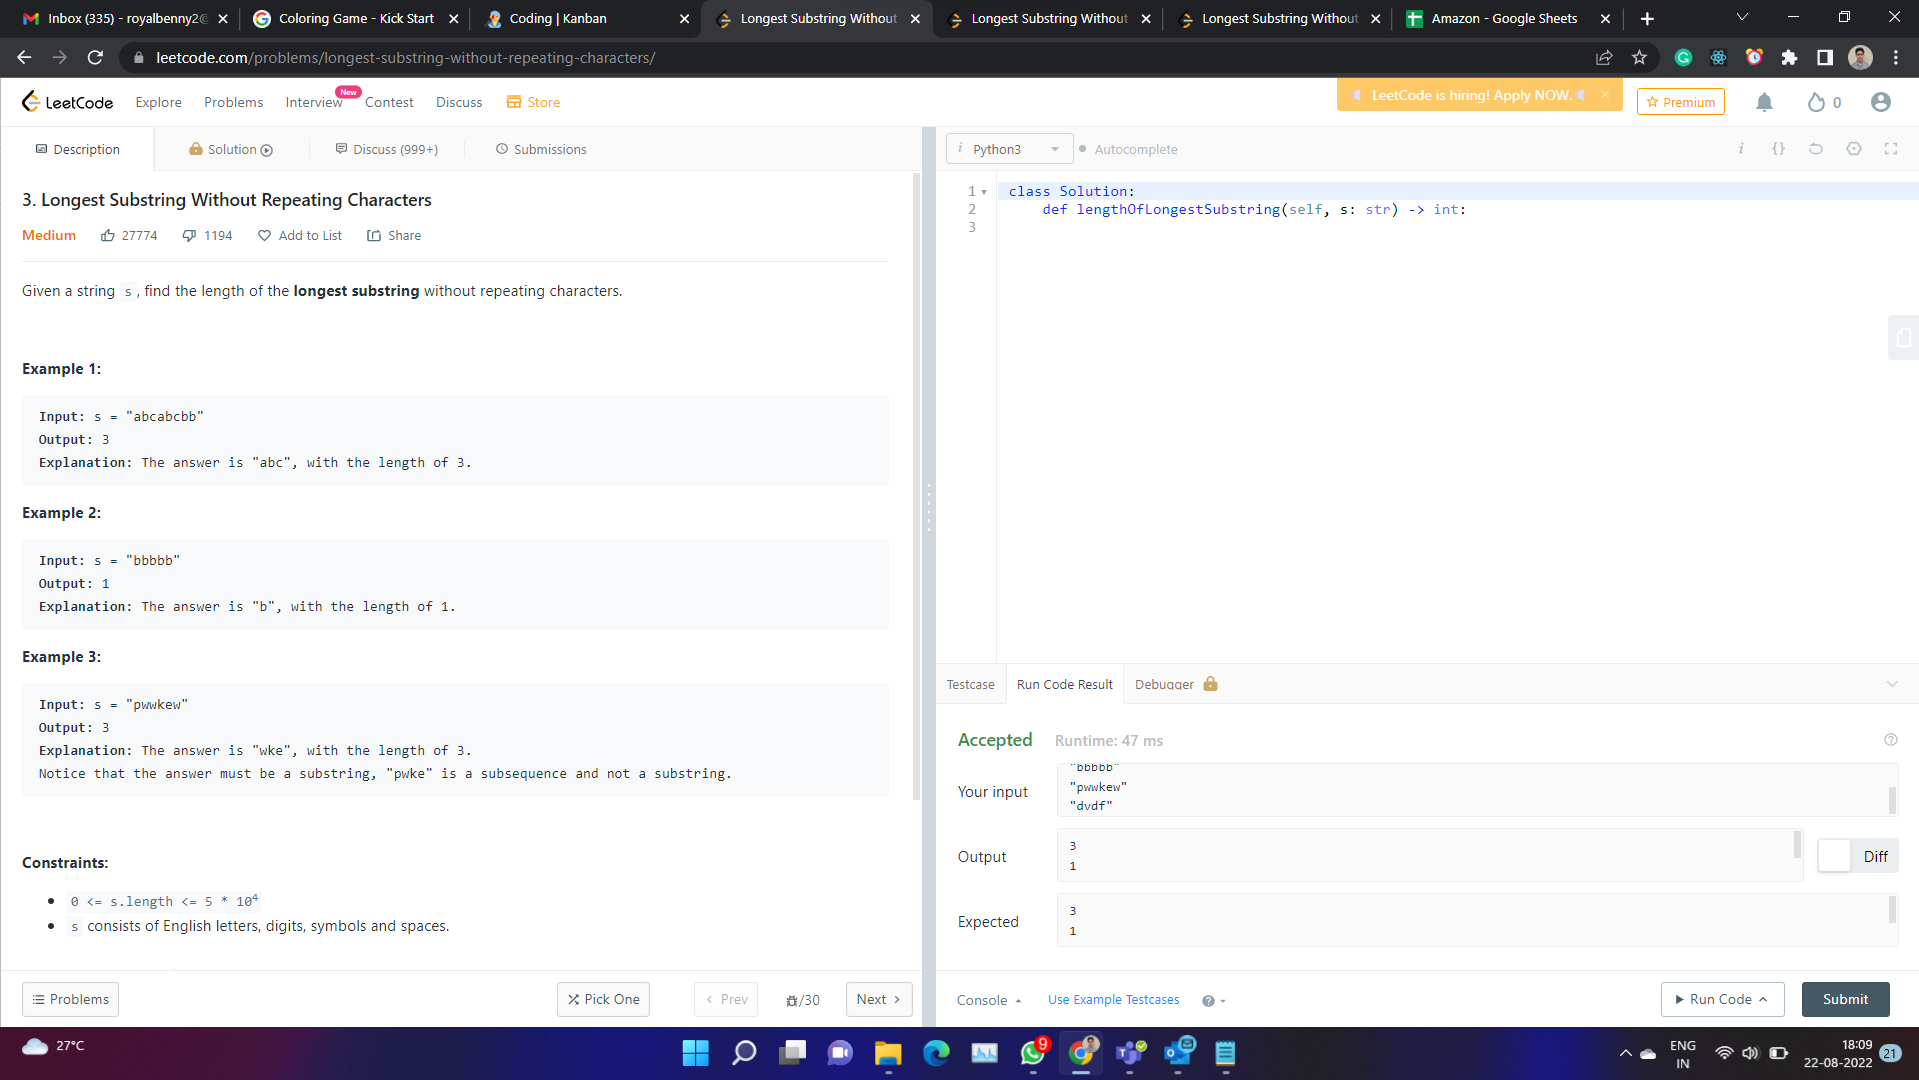 Inbox (335) - royalbenny2@
Coloring Game - Kick Start
Coding | Kanban
Longest Substring Without
Longest Substring Without
Longest Substring Without
Amazon - Google Sheets
leetcode.com/problems/longest-substring-without-repeating-characters/
LeetCode
Explore
Problems
Interview
New
Contest
Discuss
Store
LeetCode is hiring! Apply NOW.
Premium
0
Description
Solution
Discuss (999+)
Submissions
Python3
Autocomplete
3. Longest Substring Without Repeating Characters
Medium
27774
1194
Add to List
Share
Given a string s, find the length of the longest substring without repeating characters.
Example 1:
Input: s = "abcabcbb"
Output: 3
Explanation: The answer is "abc", with the length of 3.
Example 2:
Input: s = "bbbbb"
Output: 1
Explanation: The answer is "b", with the length of 1.
Example 3:
Input: s = "pwwkew"
Output: 3
Explanation: The answer is "wke", with the length of 3.
Notice that the answer must be a substring, "pwke" is a subsequence and not a substring.
Constraints:
0 <= s.length <= 5 * 10⁴
s consists of English letters, digits, symbols and spaces.
Problems
Pick One
Prev
/30
Next
1
class Solution:
2
def lengthOfLongestSubstring(self, s: str) -> int:
3
Testcase
Run Code Result
Debugger
Accepted
Runtime: 47 ms
Your input
"bbbbb"
"pwwkew"
"dvdf"
Output
3
1
Diff
Expected
3
1
Console
Use Example Testcases
Run Code
Submit
27°C
9
ENG
IN
18:09
22-08-2022
21